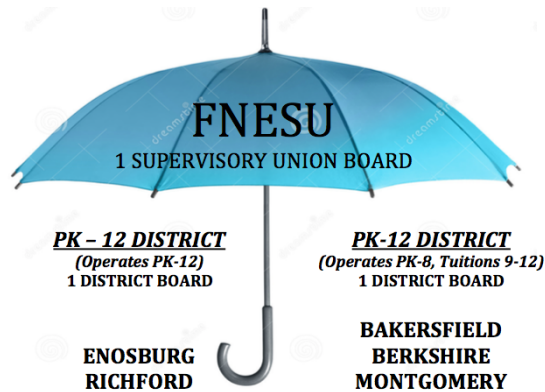 FNESU
1 SUPERVISORY UNION BOARD
PK – 12 DISTRICT
(Operates PK-12)
1 DISTRICT BOARD
ENOSBURG
RICHFORD
PK-12 DISTRICT
(Operates PK-8, Tuitions 9-12)
1 DISTRICT BOARD
BAKERSFIELD
BERKSHIRE
MONTGOMERY